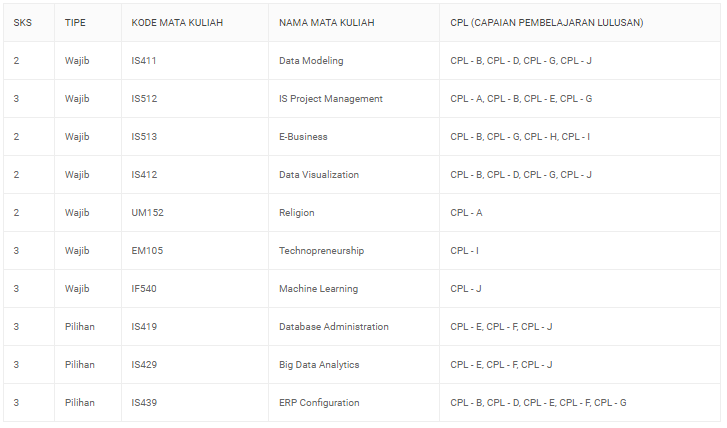 SKS TIPE KODE MATA KULIAH NAMA MATA KULIAH CPL (CAPAIAN PEMBELAJARAN LULUSAN)
2 Wajib IS411 Data Modeling CPL - B, CPL - D, CPL - G, CPL - J
3 Wajib IS512 IS Project Management CPL - A, CPL - B, CPL - E, CPL - G
2 Wajib IS513 E-Business CPL - B, CPL - G, CPL - H, CPL - I
2 Wajib IS412 Data Visualization CPL - B, CPL - D, CPL - G, CPL - J
2 Wajib UM152 Religion CPL - A
3 Wajib EM105 Technopreneurship CPL - I
3 Wajib IF540 Machine Learning CPL - J
3 Pilihan IS419 Database Administration CPL - E, CPL - F, CPL - J
3 Pilihan IS429 Big Data Analytics CPL - E, CPL - F, CPL - J
3 Pilihan IS439 ERP Configuration CPL - B, CPL - D, CPL - E, CPL - F, CPL - G